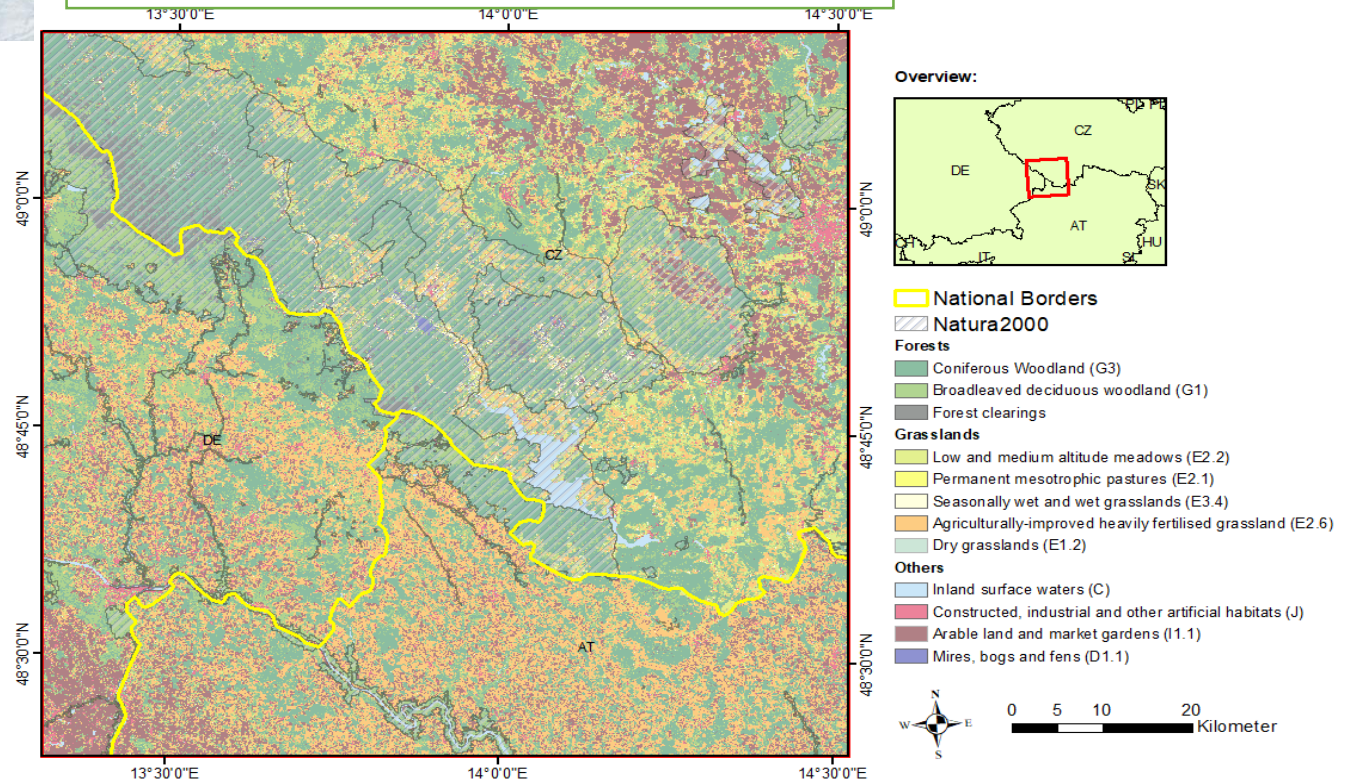 13°30'0"E 14°0'0"E 14°30'0"E
49°0'0"N
48°45'0"N
48°30'0"N
CZ
DE
AT
49°0'0"N
48°45'0"N
48°30'0"N
13°30'0"E 14°0'0"E 14°30'0"E
Overview:
CZ
DE
SK
AT
HU
CH
IT
National Borders
Natura2000
Forests
Coniferous Woodland (G3)
Broadleaved deciduous woodland (G1)
Forest clearings
Grasslands
Low and medium altitude meadows (E2.2)
Permanent mesotrophic pastures (E2.1)
Seasonally wet and wet grasslands (E3.4)
Agriculturally-improved heavily fertilised grassland (E2.6)
Dry grasslands (E1.2)
Others
Inland surface waters (C)
Constructed, industrial and other artificial habitats (J)
Arable land and market gardens (I1.1)
Mires, bogs and fens (D1.1)
N
W E
S
0 5 10 20
Kilometer